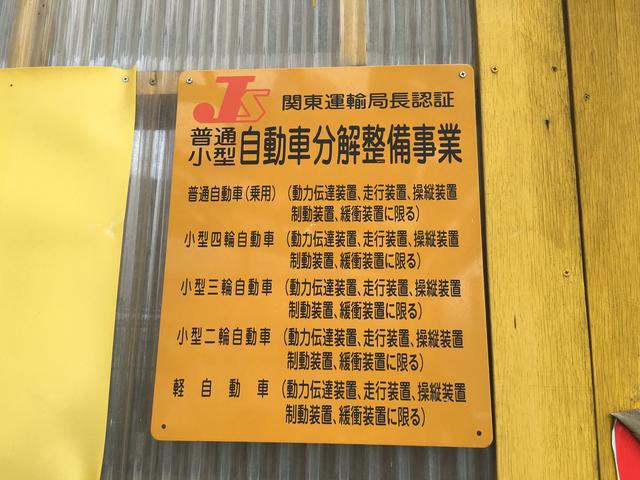 JS 関東運輸局長認証
普通
小型 自動車分解整備事業
普通自動車(乗用) (動力伝達装置、走行装置、操縦装置
制動装置、緩衝装置に限る)
小型四輪自動車 (動力伝達装置、走行装置、操縦装置
制動装置、緩衝装置に限る)
小型三輪自動車 (動力伝達装置、走行装置、操縦装置
制動装置、緩衝装置に限る)
小型二輪自動車 (動力伝達装置、走行装置、操縦装置
制動装置、緩衝装置に限る)
軽自動車 (動力伝達装置、走行装置、操縦装置
制動装置、緩衝装置に限る)